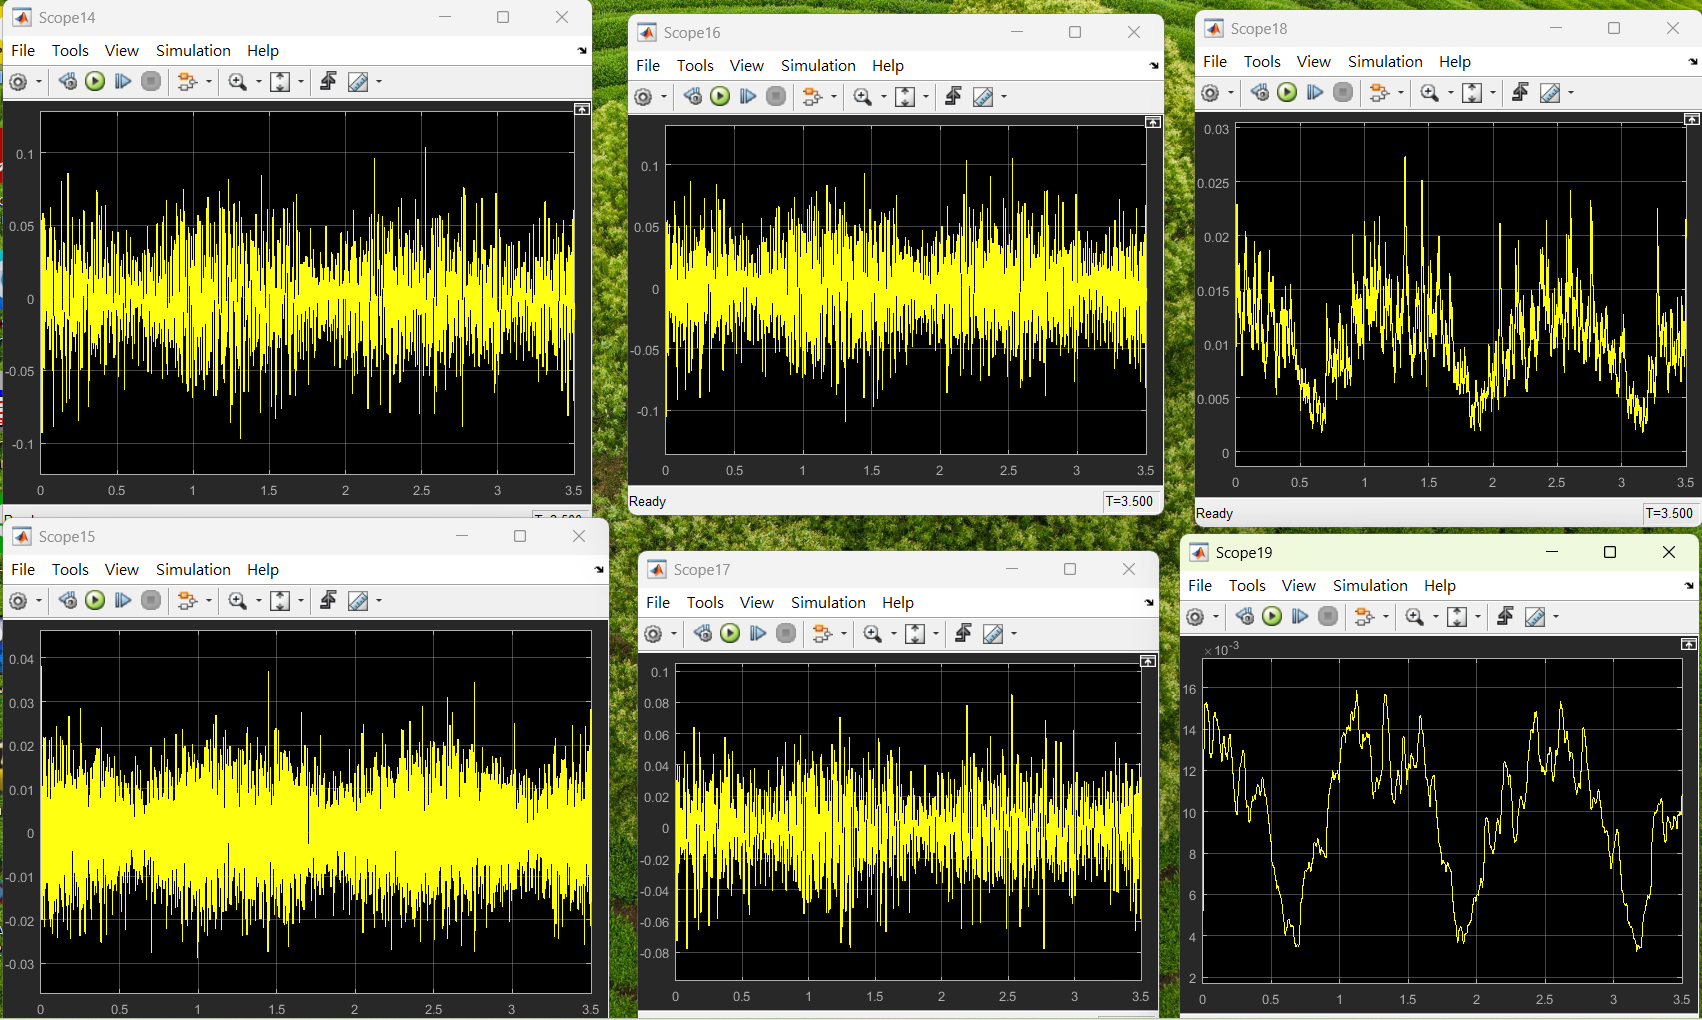 Scope14
File Tools View Simulation Help
0.1
0.05
0
-0.05
-0.1
0 0.5 1 1.5 2 2.5 3 3.5
Scope16
File Tools View Simulation Help
0.1
0.05
0
-0.05
-0.1
0 0.5 1 1.5 2 2.5 3 3.5
Ready T=3.500
Scope18
File Tools View Simulation Help
0.03
0.025
0.02
0.015
0.01
0.005
0
0 0.5 1 1.5 2 2.5 3 3.5
Ready T=3.500
Scope15
File Tools View Simulation Help
0.04
0.03
0.02
0.01
0
-0.01
-0.02
-0.03
0 0.5 1 1.5 2 2.5 3 3.5
Scope17
File Tools View Simulation Help
0.1
0.08
0.06
0.04
0.02
0
-0.02
-0.04
-0.06
-0.08
0 0.5 1 1.5 2 2.5 3 3.5
Scope19
File Tools View Simulation Help
×10-3
16
14
12
10
8
6
4
2
0 0.5 1 1.5 2 2.5 3 3.5